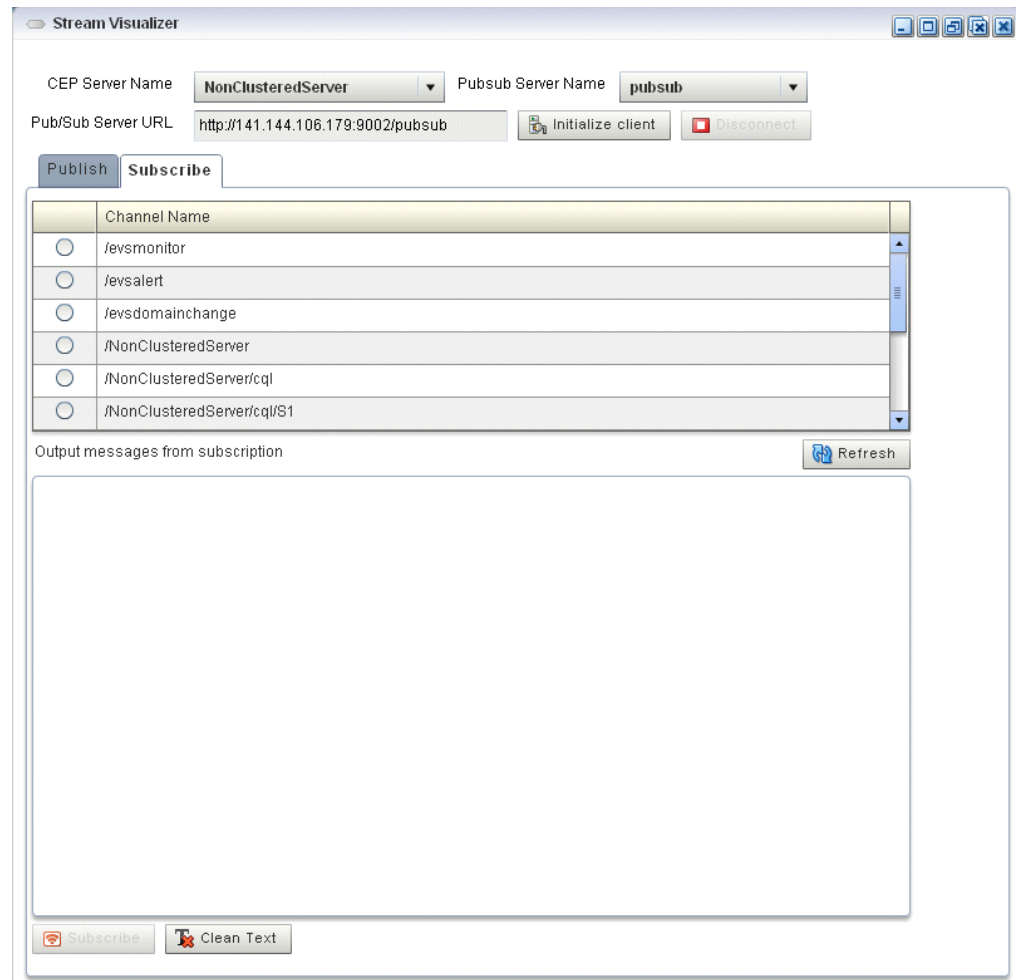 Stream Visualizer
CEP Server Name NonClusteredServer Pubsub Server Name pubsub
Pub/Sub Server URL http://141.144.106.179:9002/pubsub Initialize client Disconnect
Publish Subscribe
Channel Name
/evsmonitor
/evsalert
/evsdomainchange
/NonClusteredServer
/NonClusteredServer/cql
/NonClusteredServer/cql/S1
Output messages from subscription Refresh
Subscribe Clean Text